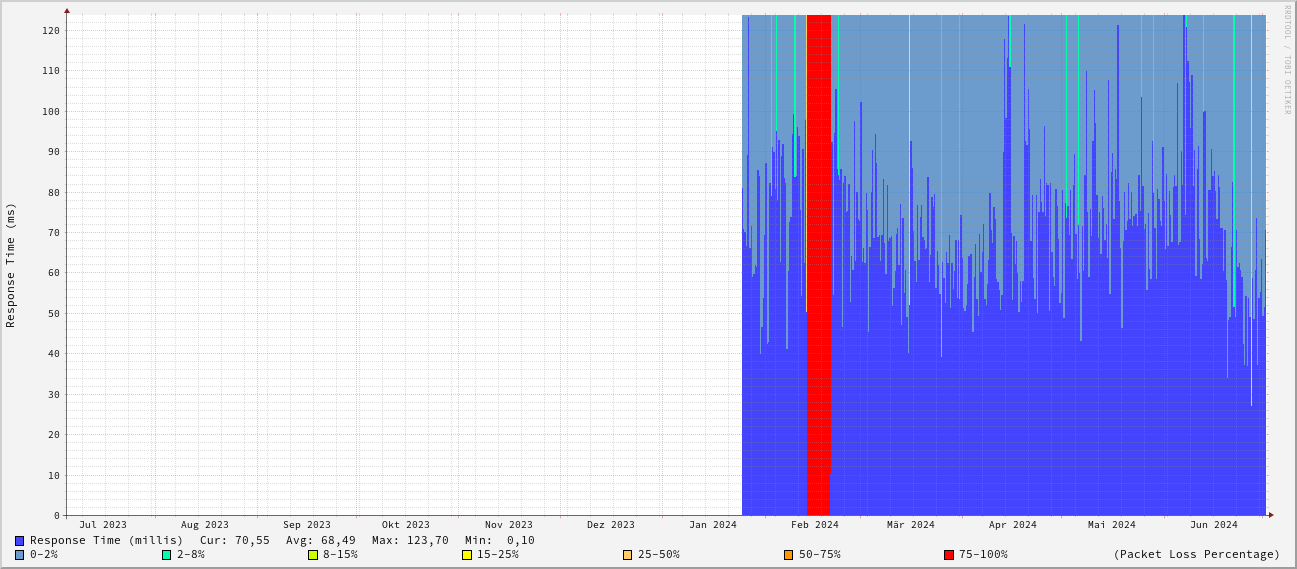 RRDTOOL / TOBI OETIKER
Response Time (ms)
120
110
100
90
80
70
60
50
40
30
20
10
0
Jul 2023 Aug 2023 Sep 2023 Okt 2023 Nov 2023 Dez 2023 Jan 2024 Feb 2024 Mär 2024 Apr 2024 Mai 2024 Jun 2024
Response Time (millis) Cur: 70,55 Avg: 68,49 Max: 123,70 Min: 0,10
0-2% 2-8% 8-15% 15-25% 25-50% 50-75% 75-100% (Packet Loss Percentage)